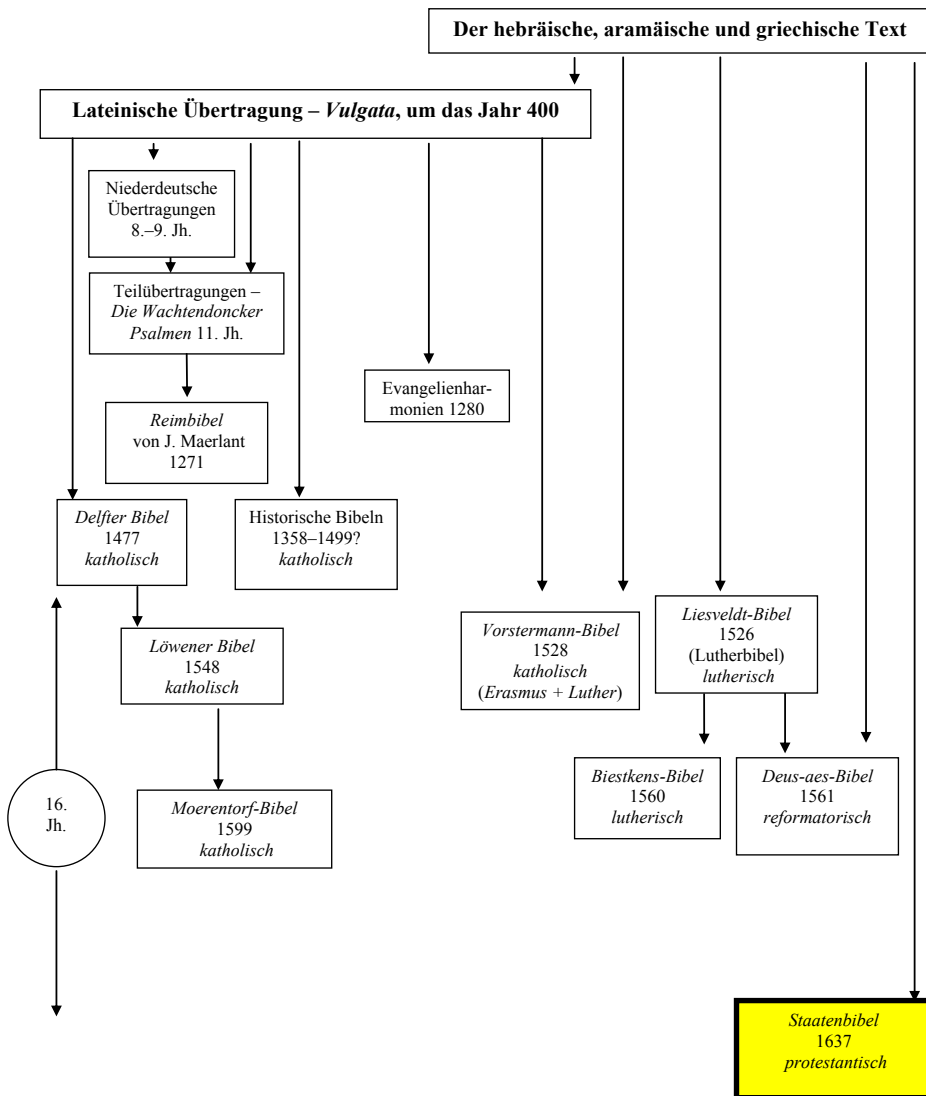 Der hebräische, aramäische und griechische Text
Lateinische Übertragung – Vulgata, um das Jahr 400
Niederdeutsche
Übertragungen
8.–9. Jh.
Teilübertragungen –
Die Wachtendoncker
Psalmen 11. Jh.
Evangelienhar-
monien 1280
Reimbibel
von J. Maerlant
1271
Delfter Bibel
1477
katholisch
Historische Bibeln
1358–1499?
katholisch
Vorstermann-Bibel
1528
katholisch
(Erasmus + Luther)
Liesveldt-Bibel
1526
(Lutherbibel)
lutherisch
Löwener Bibel
1548
katholisch
Biestkens-Bibel
1560
lutherisch
Deus-aes-Bibel
1561
reformatorisch
16.
Jh.
Moerentorf-Bibel
1599
katholisch
Staatenbibel
1637
protestantisch